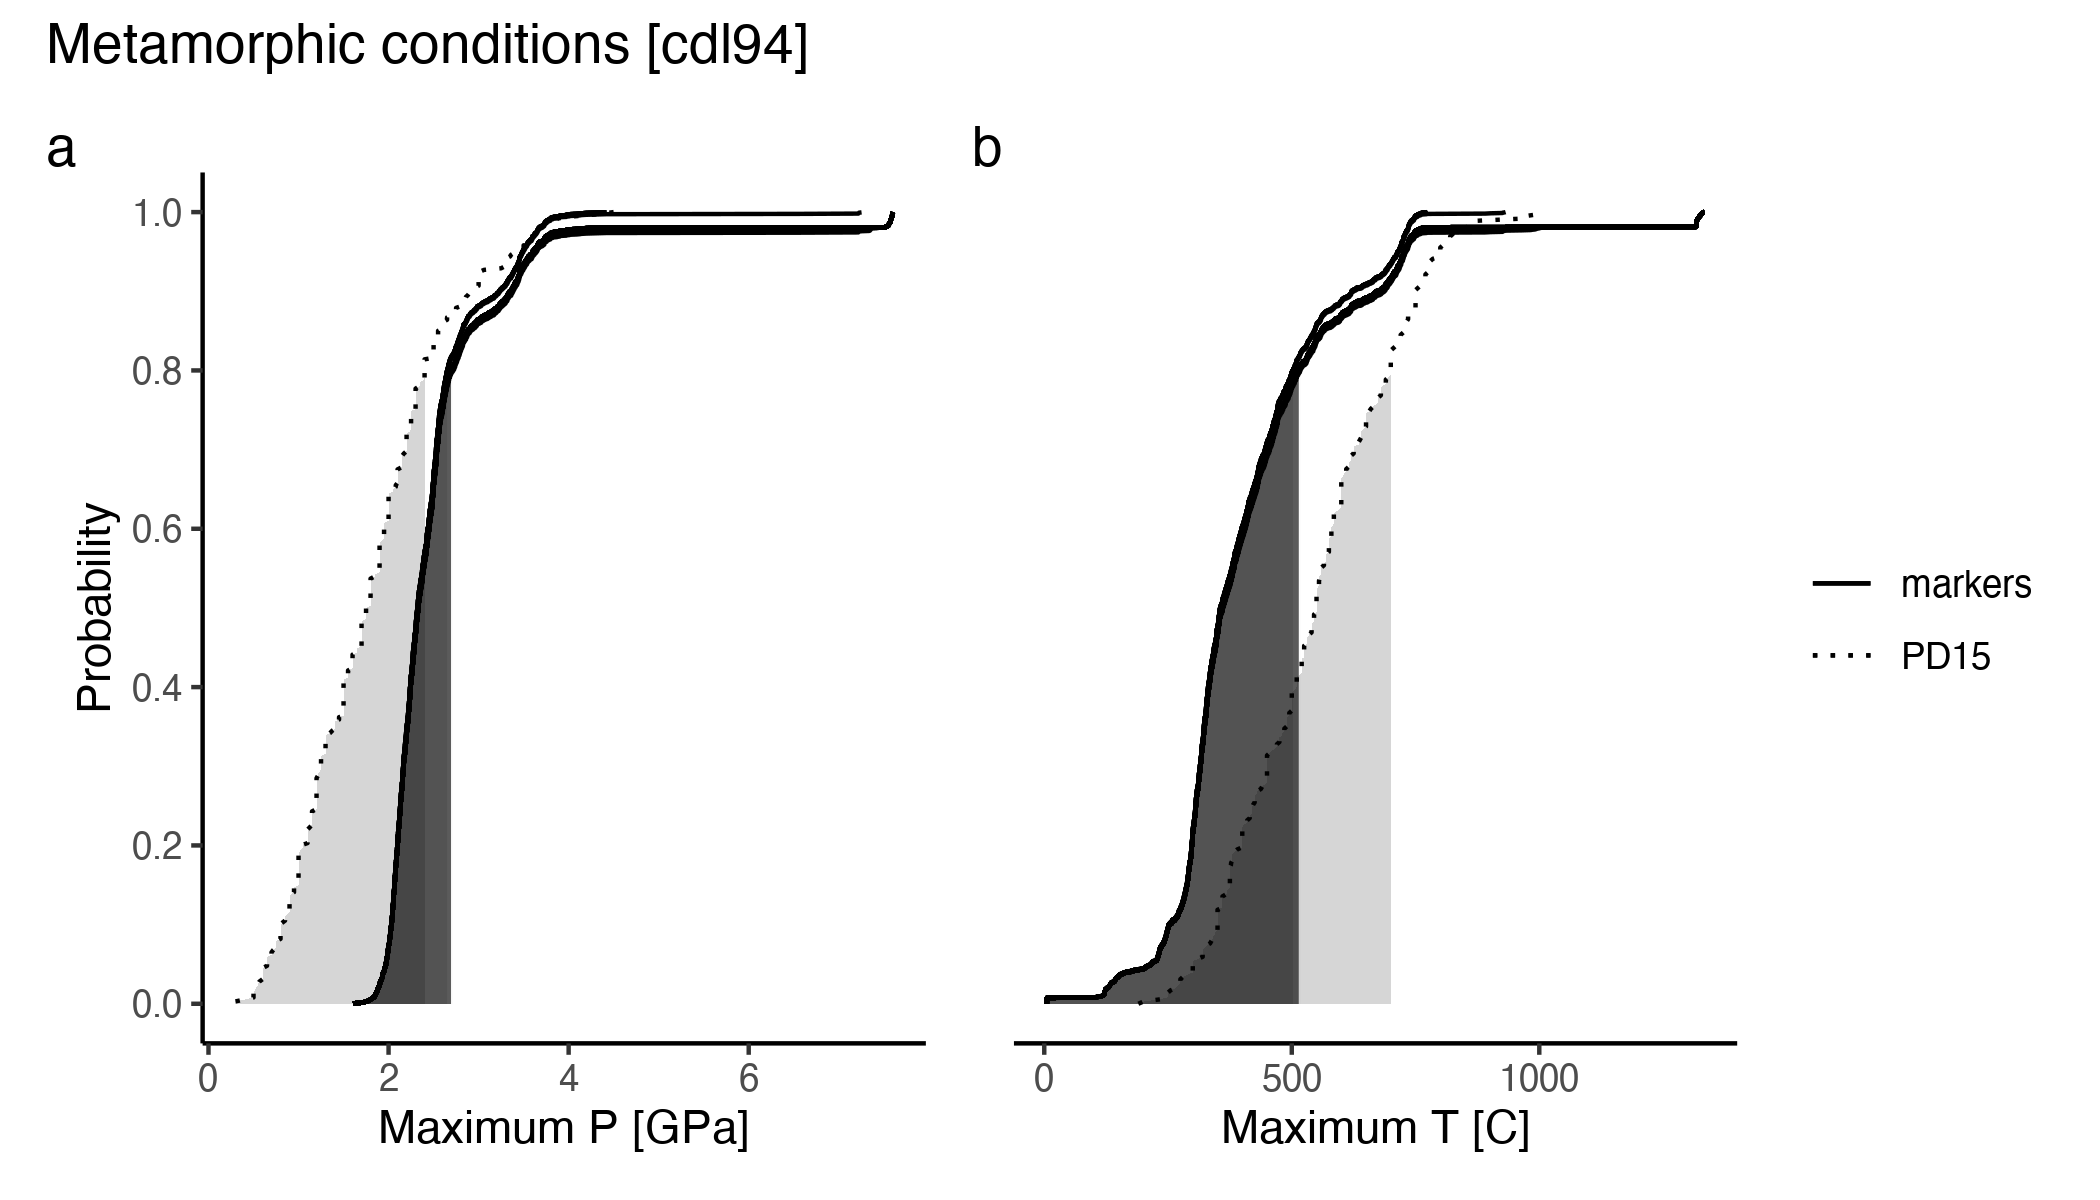 Metamorphic conditions [cdl94]
a
b
Probability
1.0
0.8
0.6
0.4
0.2
0.0
0 2 4 6
Maximum P [GPa]
0 500 1000
Maximum T [C]
markers
PD15